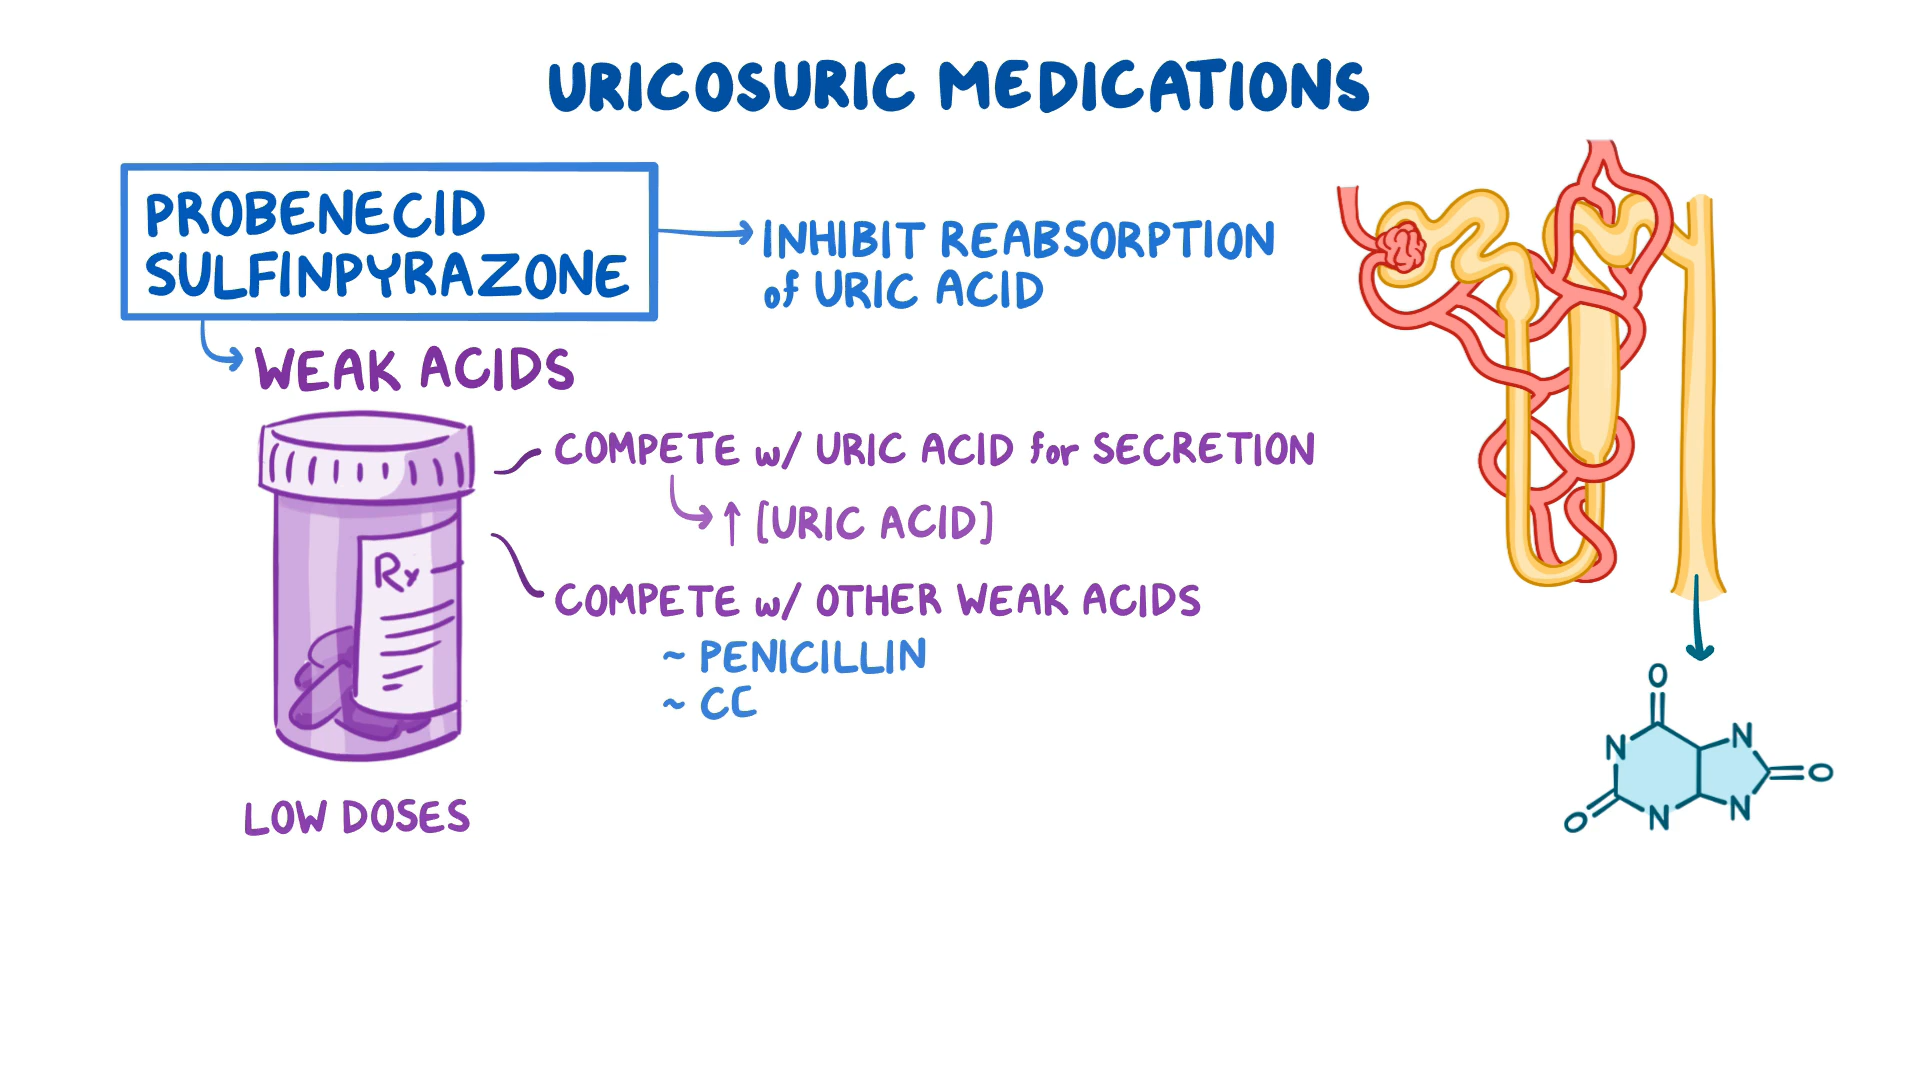 URICOSURIC MEDICATIONS
PROBENECID
SULFINPYRAZONE
INHIBIT REABSORPTION
of URIC ACID
WEAK ACIDS
COMPETE w/ URIC ACID for SECRETION
↑ [URIC ACID]
Rx
COMPETE w/ OTHER WEAK ACIDS
~ PENICILLIN
~ CC
LOW DOSES
O
N
N
O
O
N
N